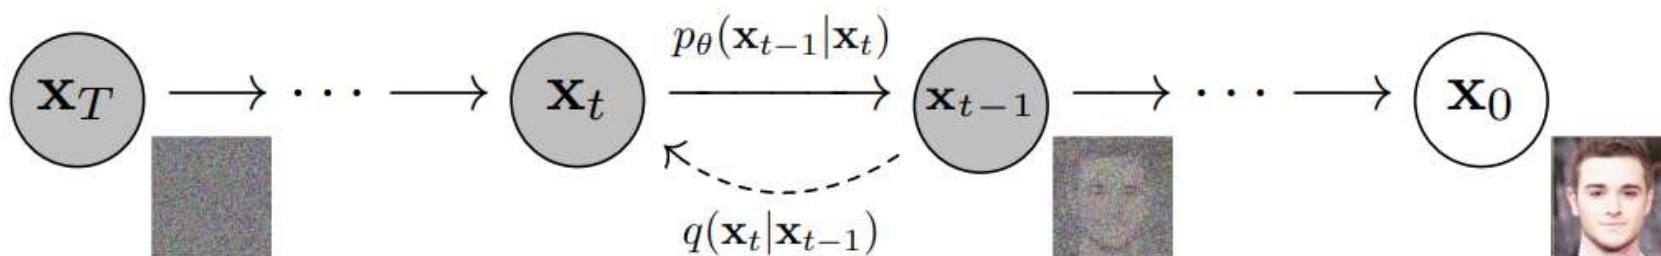 p_θ(x_{t−1}|x_t)
x_T ⟶ ··· ⟶ x_t ⟶ x_{t−1} ⟶ ··· ⟶ x_0
q(x_t|x_{t−1})